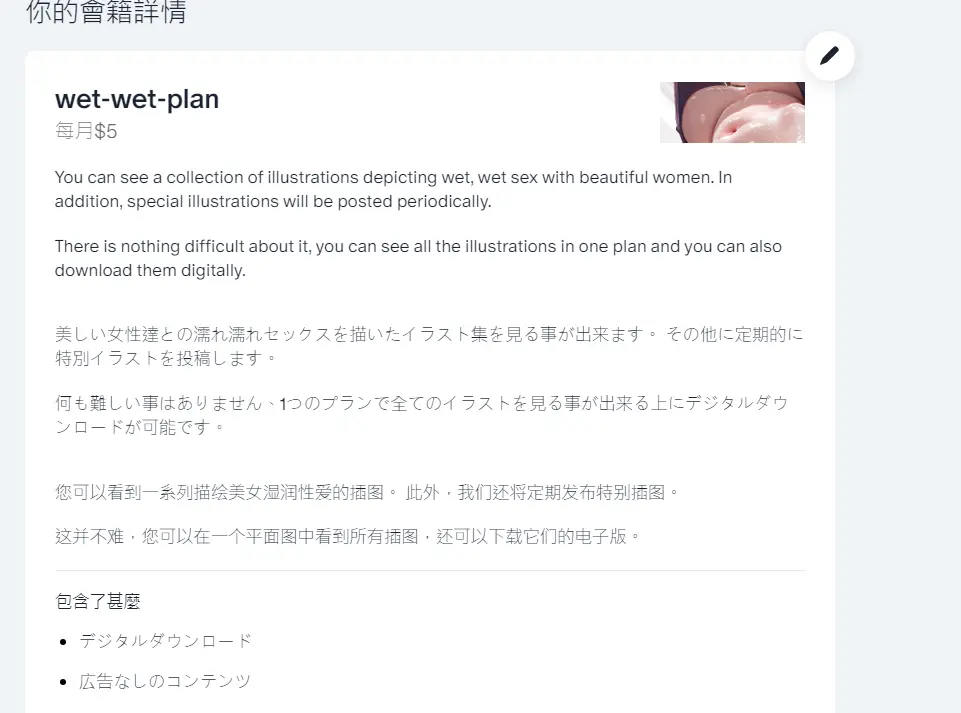 你的會籍詳情
wet-wet-plan
每月$5
You can see a collection of illustrations depicting wet, wet sex with beautiful women. In
addition, special illustrations will be posted periodically.
There is nothing difficult about it, you can see all the illustrations in one plan and you can also
download them digitally.
美しい女性達との濡れ濡れセックスを描いたイラスト集を見る事が出来ます。 その他に定期的に
特別イラストを投稿します。
何も難しい事はありません、1つのプランで全てのイラストを見る事が出来る上にデジタルダウ
ンロードが可能です。
您可以看到一系列描绘美女湿润性爱的插图。 此外，我们还将定期发布特别插图。
这并不难，您可以在一个平面图中看到所有插图，还可以下载它们的电子版。
包含了甚麼
• デジタルダウンロード
• 広告なしのコンテンツ